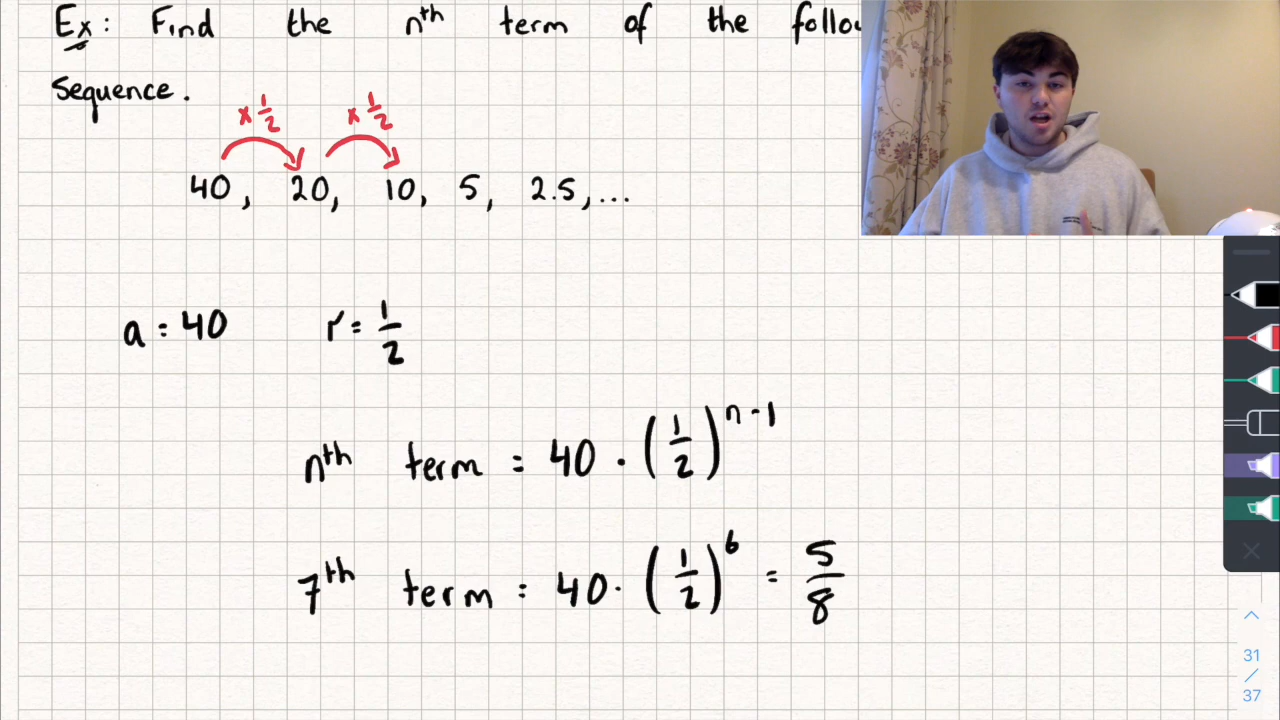 Ex: Find the nth term of the
sequence.
× 1/2 × 1/2
40, 20, 10, 5, 2.5, ...
a = 40 r = 1/2
nth term = 40 · (1/2)^n-1
7th term = 40 · (1/2)^6 = 5/8
31
/
37